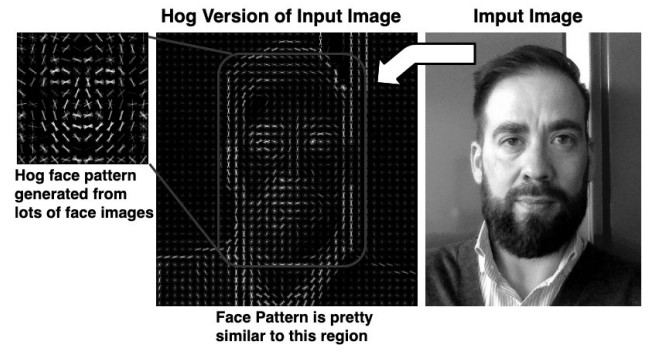 Hog Version of Input Image
Imput Image
Hog face pattern
generated from
lots of face images
Face Pattern is pretty
similar to this region